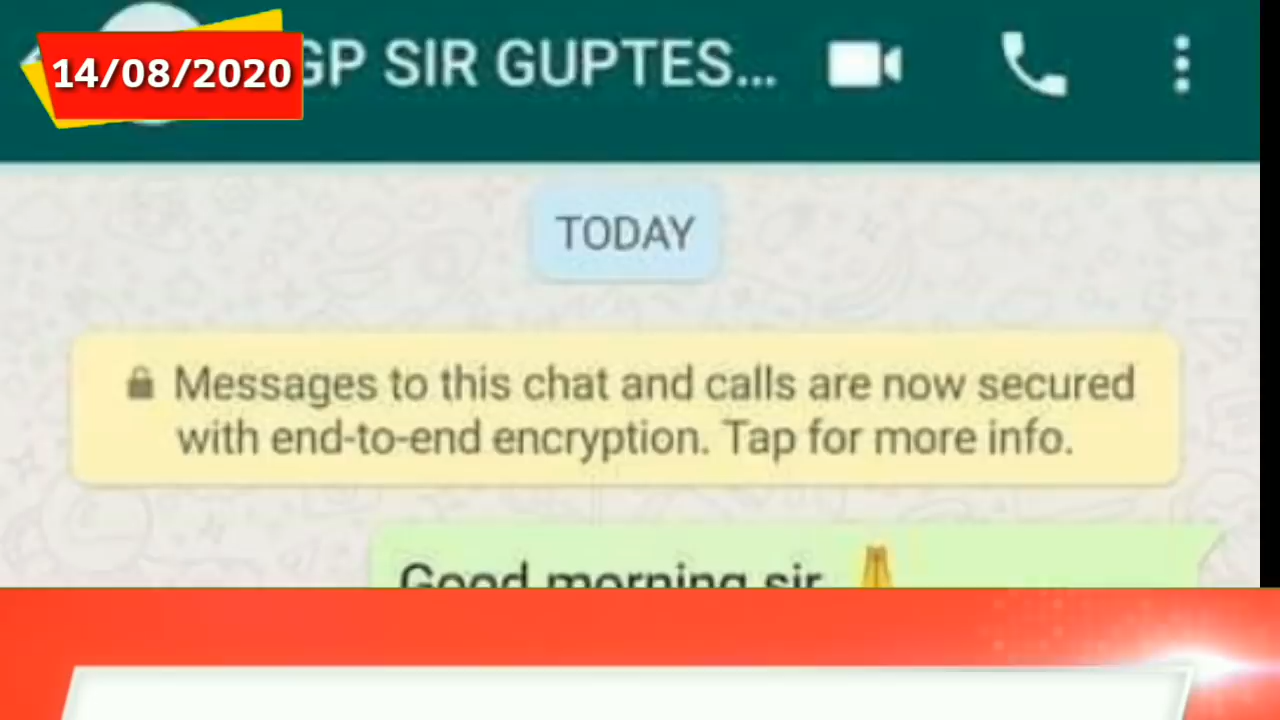 14/08/2020
GP SIR GUPTES...
TODAY
Messages to this chat and calls are now secured
with end-to-end encryption. Tap for more info.
Good morning sir 🙏